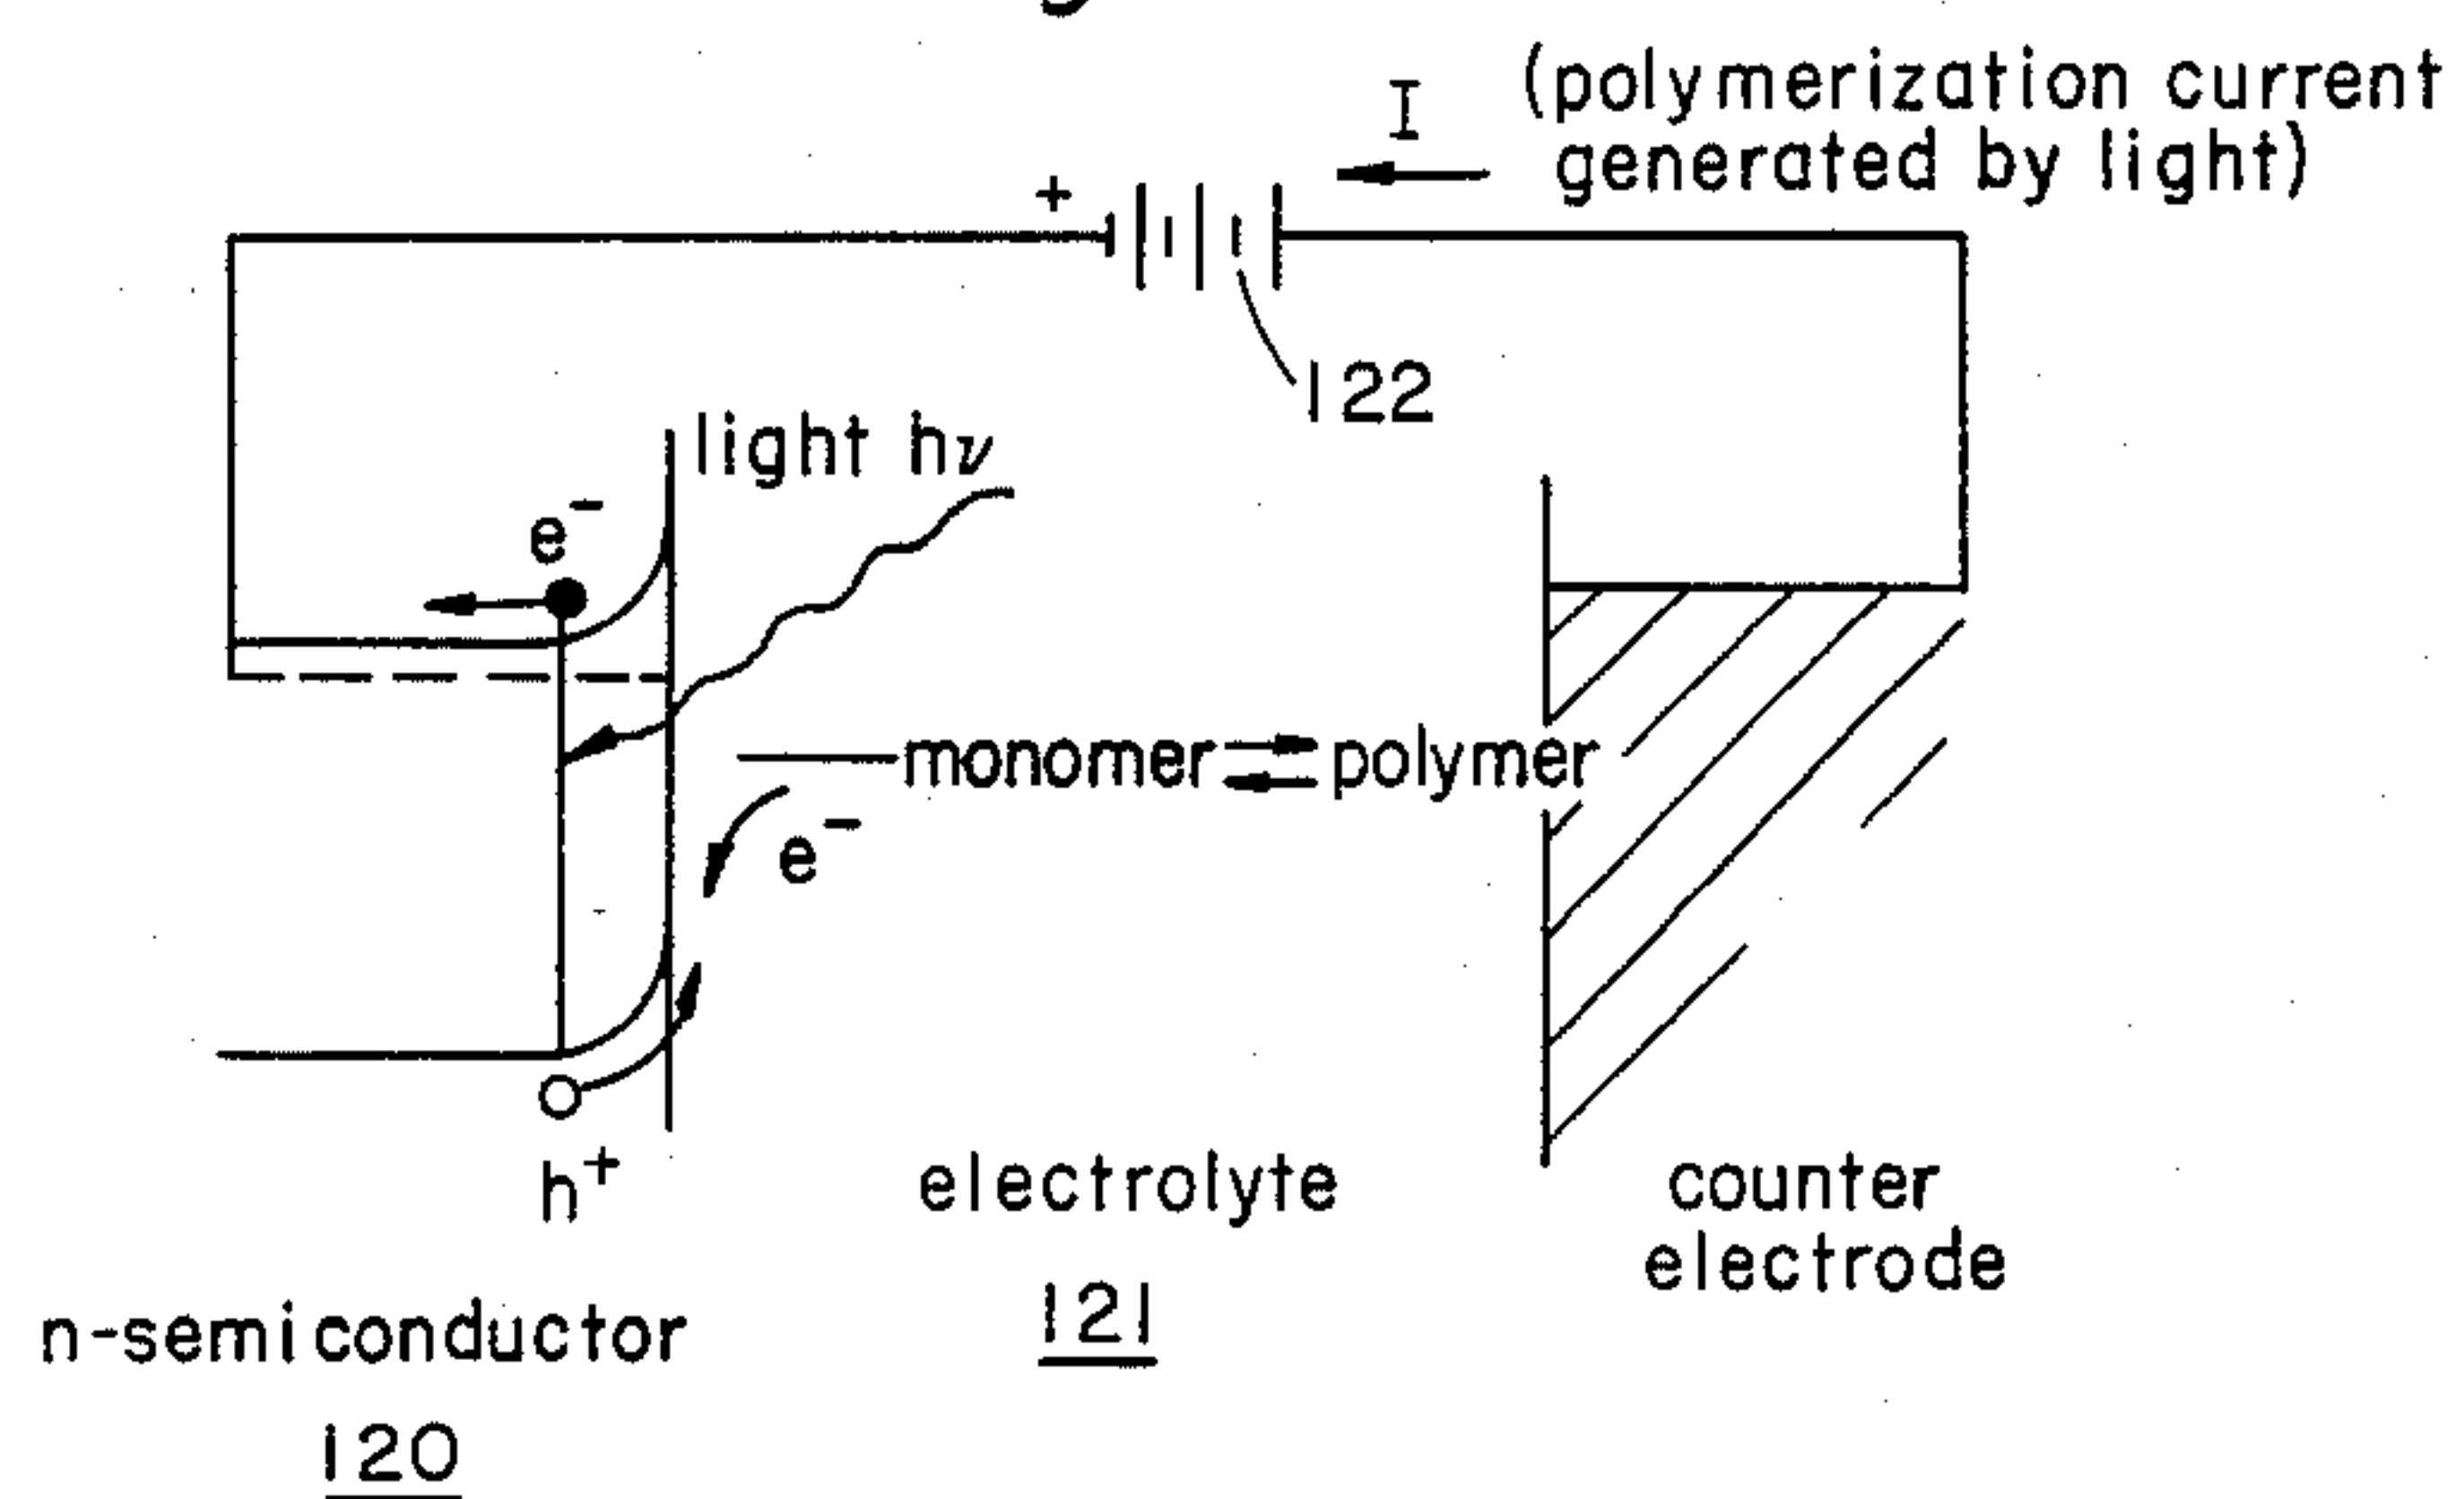 I (polymerization current
generated by light)
+
122
light hν
e⁻
monomer ⇌ polymer
e⁻
h⁺
electrolyte
121
counter
electrode
n-semiconductor
120